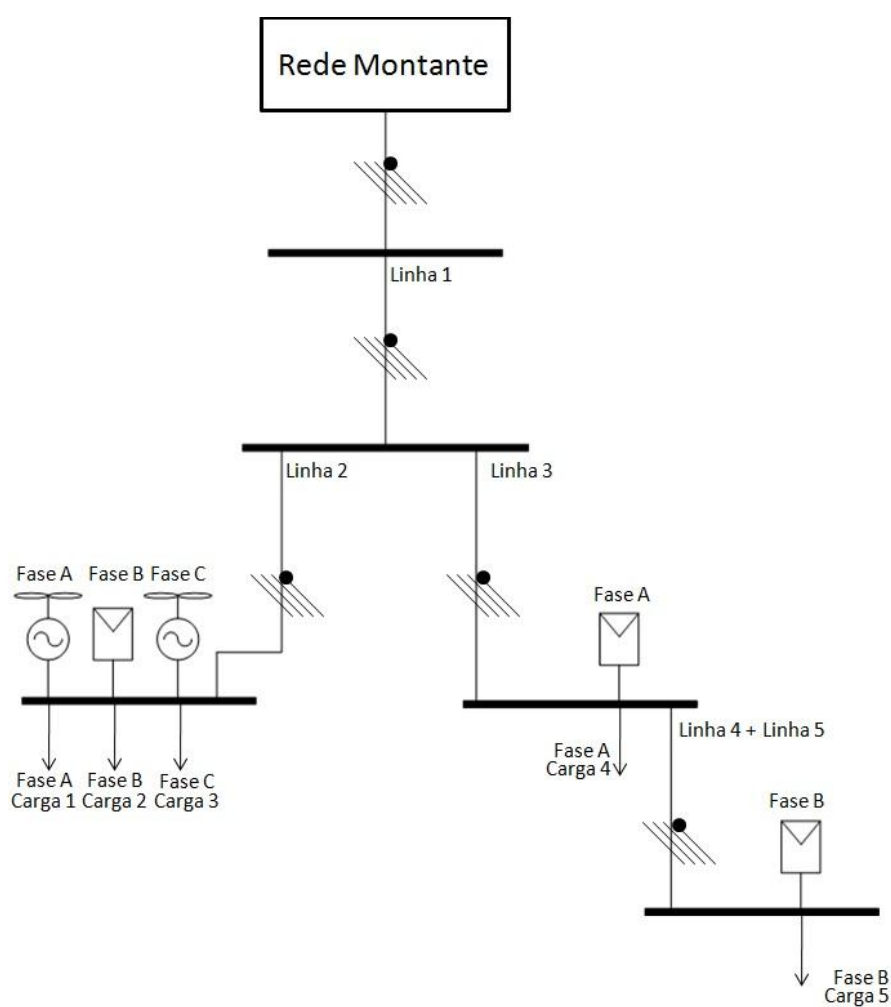 Rede Montante
Linha 1
Linha 2
Linha 3
Fase A
Fase B
Fase C
Fase A
Carga 1
Fase B
Carga 2
Fase C
Carga 3
Fase A
Fase A
Carga 4
Linha 4 + Linha 5
Fase B
Fase B
Carga 5